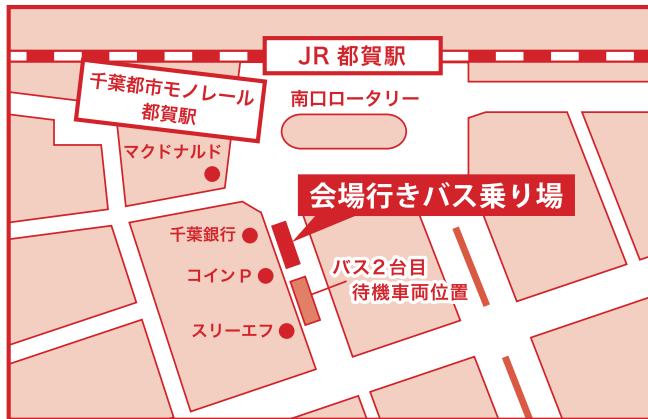 JR 都賀駅
千葉都市モノレール
都賀駅
南口ロータリー
マクドナルド
会場行きバス乗り場
千葉銀行
コインP
バス2台目
待機車両位置
スリーエフ